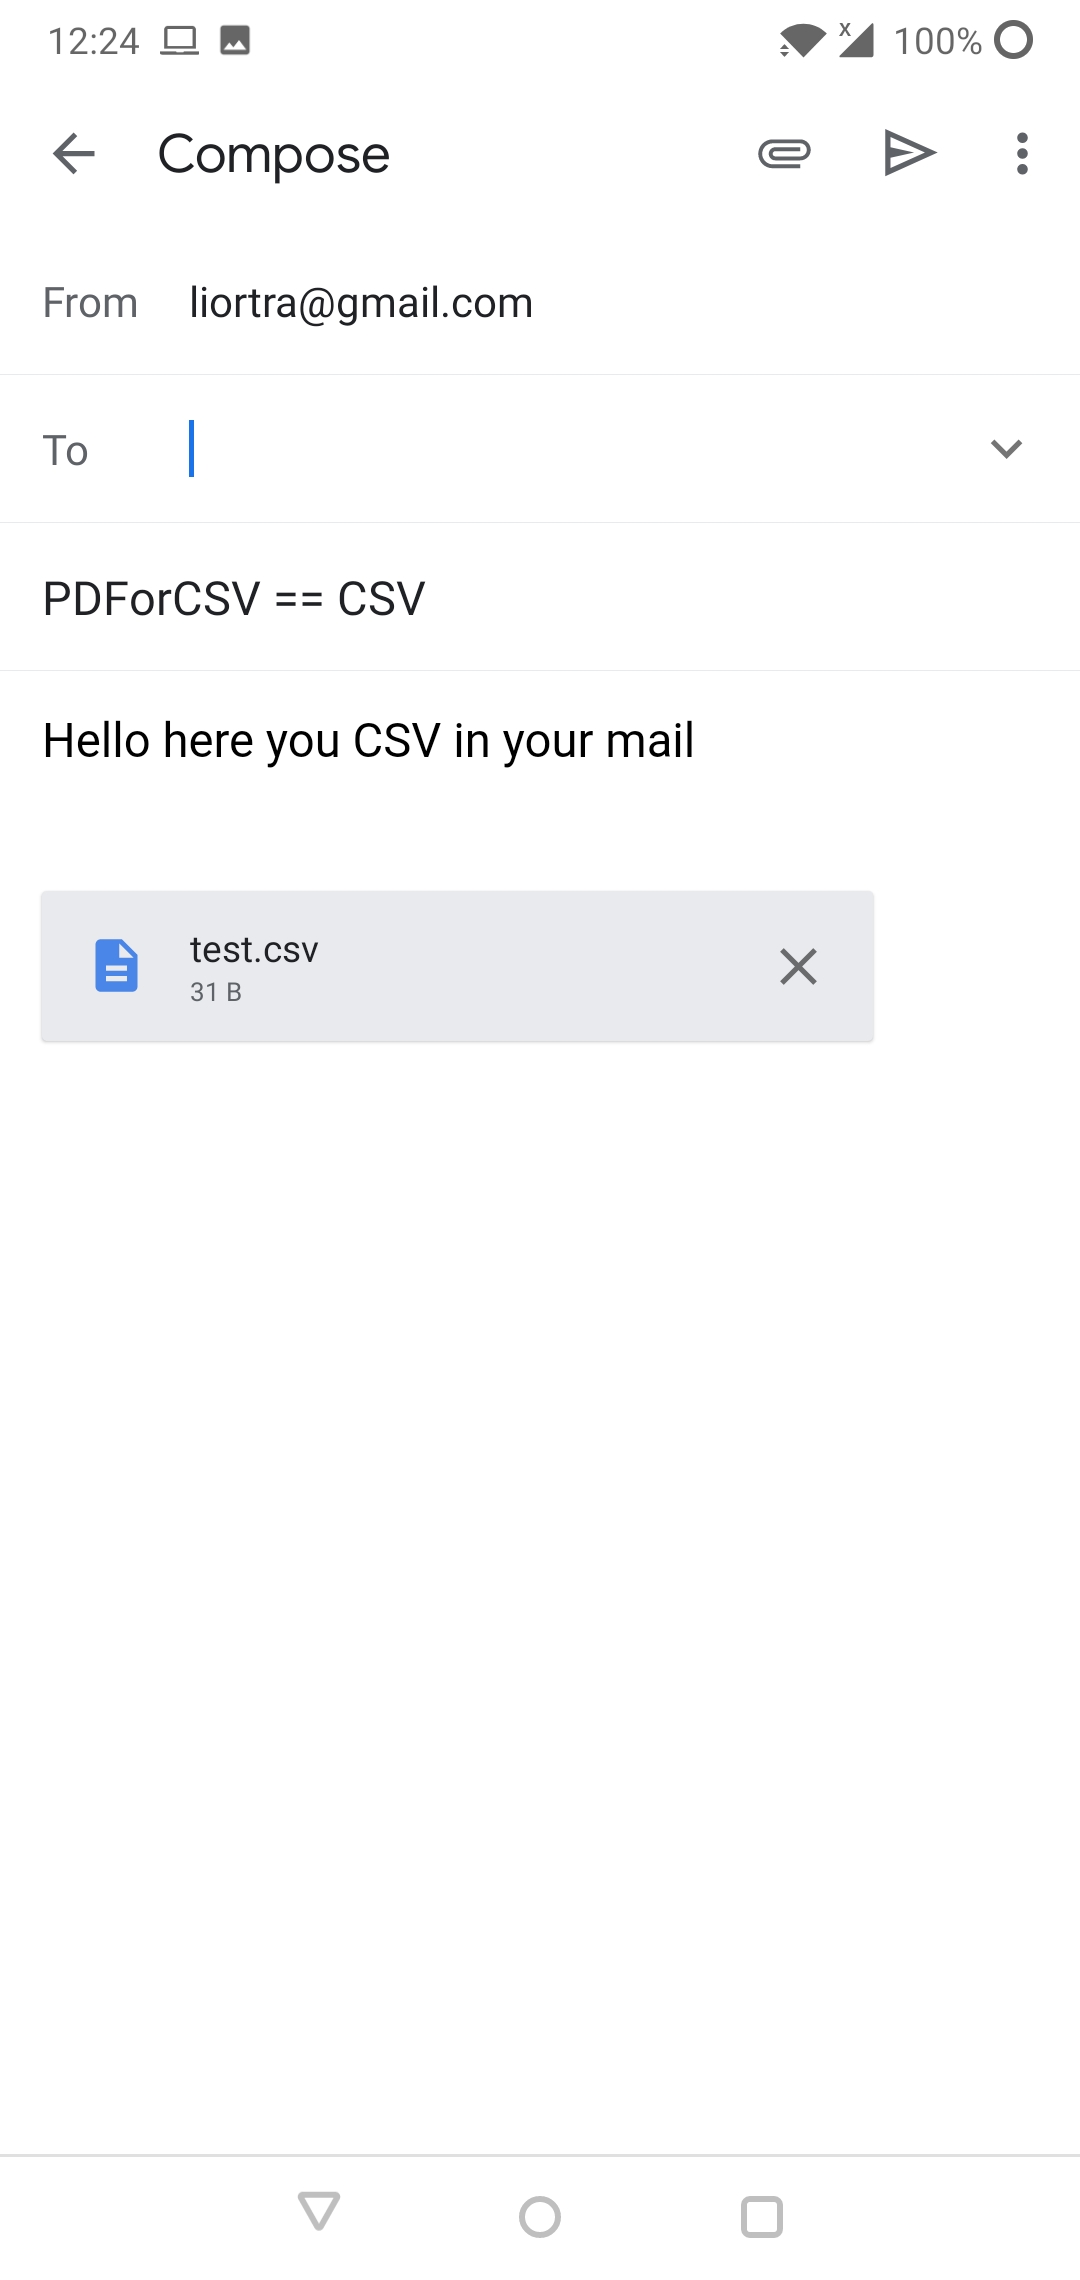 12:24
x 100%
Compose
From liortra@gmail.com
To
PDForCSV == CSV
Hello here you CSV in your mail
test.csv
31 B